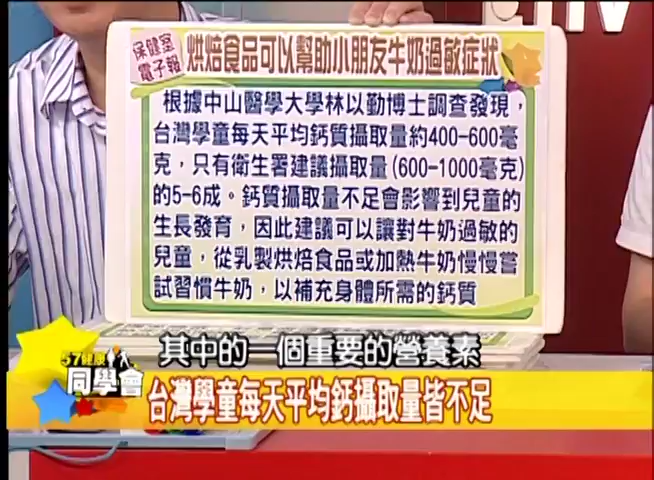 保健室
電子報
烘焙食品可以幫助小朋友牛奶過敏症狀
根據中山醫學大學林以勤博士調查發現，
台灣學童每天平均鈣質攝取量約400-600毫
克，只有衛生署建議攝取量(600-1000毫克)
的5-6成。鈣質攝取量不足會影響到兒童的
生長發育，因此建議可以讓對牛奶過敏的
兒童，從乳製烘焙食品或加熱牛奶慢慢嘗
試習慣牛奶，以補充身體所需的鈣質
其中的一個重要的營養素
57健康
同學會
台灣學童每天平均鈣攝取量皆不足